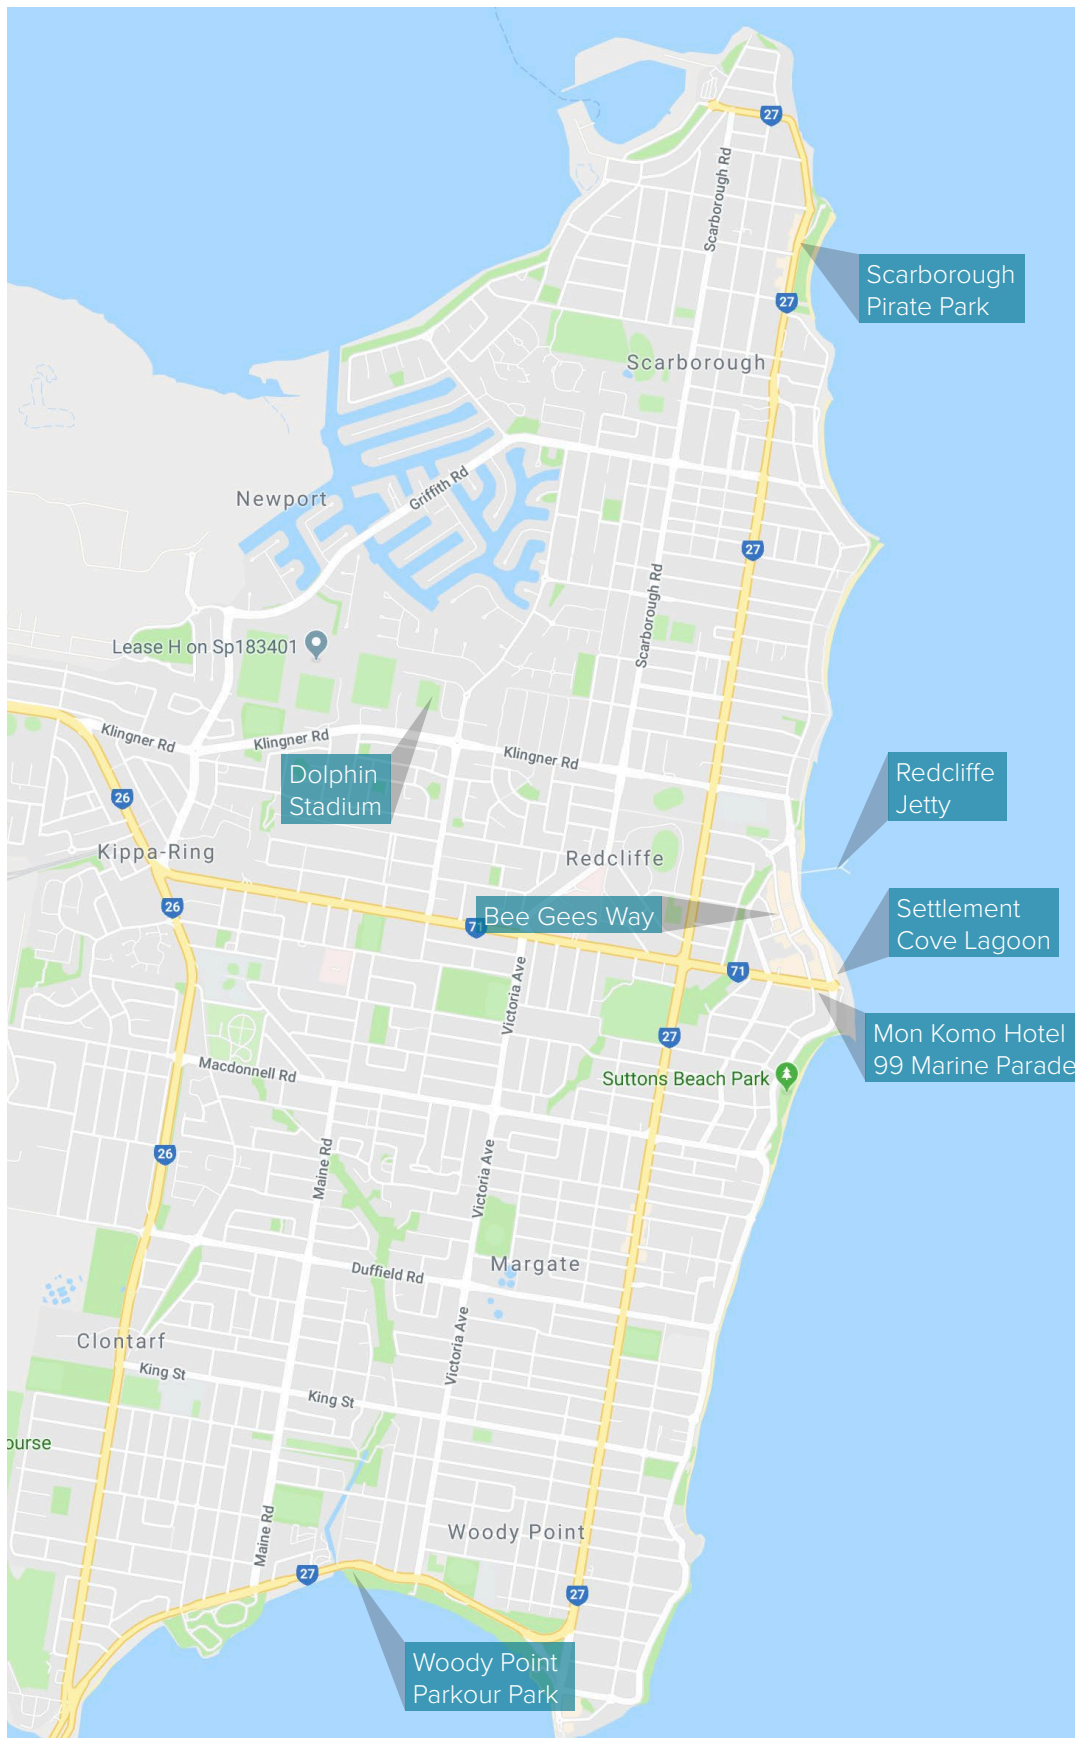 27
Scarborough Rd
Scarborough
Pirate Park
27
Scarborough
Griffith Rd
Newport
27
Scarborough Rd
Lease H on Sp183401
Klingner Rd
Klingner Rd
Klingner Rd
Dolphin
Stadium
Redcliffe
Jetty
26
Kippa-Ring
Redcliffe
26
71
Bee Gees Way
Settlement
Cove Lagoon
71
Victoria Ave
27
Mon Komo Hotel
99 Marine Parade
Macdonnell Rd
Suttons Beach Park
26
Maine Rd
Victoria Ave
Duffield Rd
Margate
Clontarf
Victoria Ave
King St
King St
ourse
Maine Rd
Woody Point
27
27
Woody Point
Parkour Park